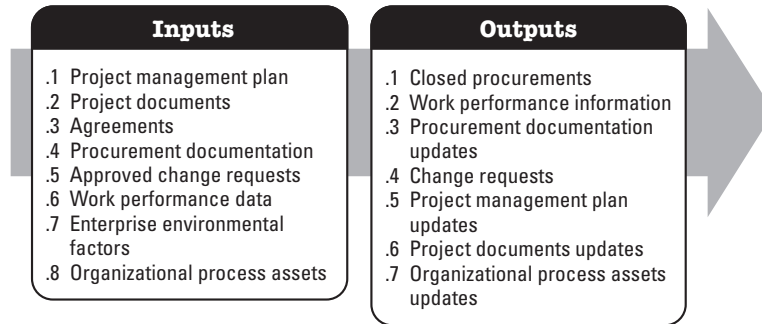 Inputs
.1 Project management plan
.2 Project documents
.3 Agreements
.4 Procurement documentation
.5 Approved change requests
.6 Work performance data
.7 Enterprise environmental
factors
.8 Organizational process assets
Outputs
.1 Closed procurements
.2 Work performance information
.3 Procurement documentation
updates
.4 Change requests
.5 Project management plan
updates
.6 Project documents updates
.7 Organizational process assets
updates